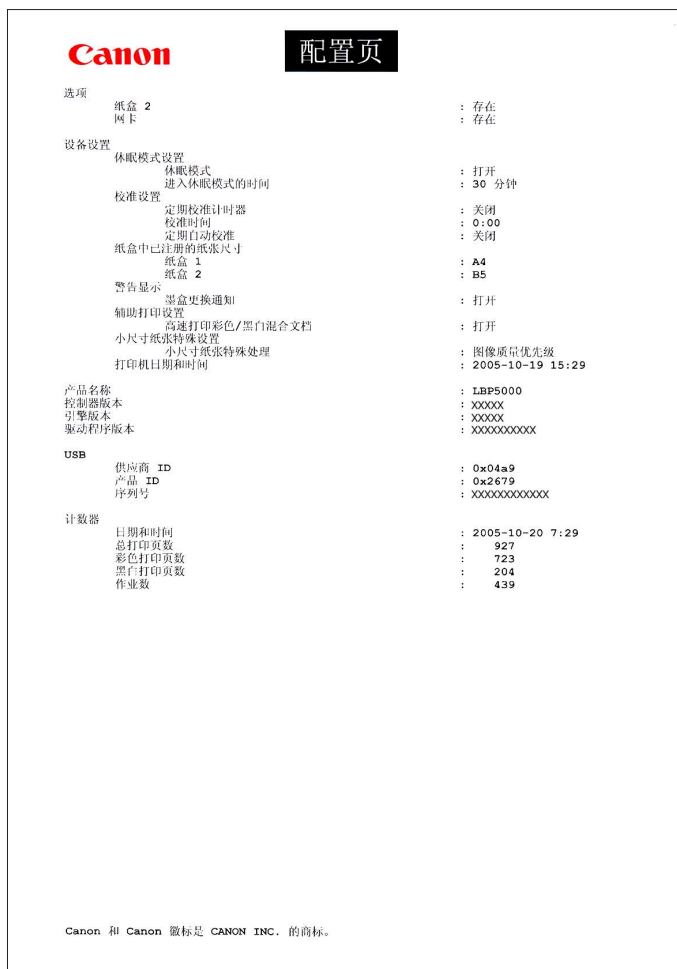 Canon 配置页
选项
纸盒 2 : 存在
网卡 : 存在
设备设置
休眠模式设置
休眠模式 : 打开
进入休眠模式的时间 : 30 分钟
校准设置
定期校准计时器 : 关闭
校准时间 : 0:00
定期自动校准 : 关闭
纸盒中已注册的纸张尺寸
纸盒 1 : A4
纸盒 2 : B5
警告显示
墨盒更换通知 : 打开
辅助打印设置
高速打印彩色/黑白混合文档 : 打开
小尺寸纸张特殊设置
小尺寸纸张特殊处理 : 图像质量优先级
打印机日期和时间 : 2005-10-19 15:29
产品名称 : LBP5000
控制器版本 : XXXXX
引擎版本 : XXXXX
驱动程序版本 : XXXXXXXXXX
USB
供应商 ID : 0x04a9
产品 ID : 0x2679
序列号 : XXXXXXXXXXXX
计数器
日期和时间 : 2005-10-20 7:29
总打印页数 : 927
彩色打印页数 : 723
黑白打印页数 : 204
作业数 : 439
Canon 和 Canon 徽标是 CANON INC. 的商标。